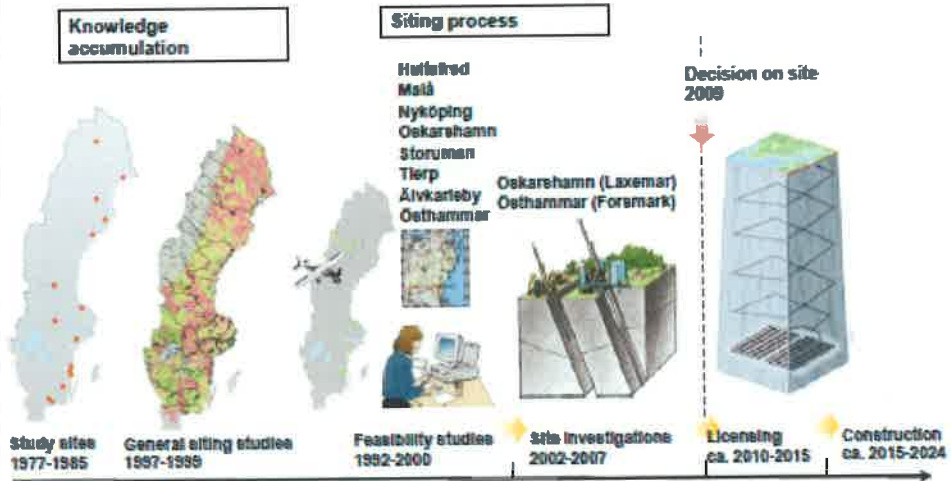 Knowledge
accumulation
Siting process
Hultsfred
Malå
Nyköping
Oskarshamn
Storuman
Tierp
Älvkarleby
Östhammar
Oskarshamn (Laxemar)
Östhammar (Forsmark)
Decision on site
2009
Study sites
1977-1985
General siting studies
1997-1999
Feasibility studies
1992-2000
Site investigations
2002-2007
Licensing
ca. 2010-2015
Construction
ca. 2015-2024